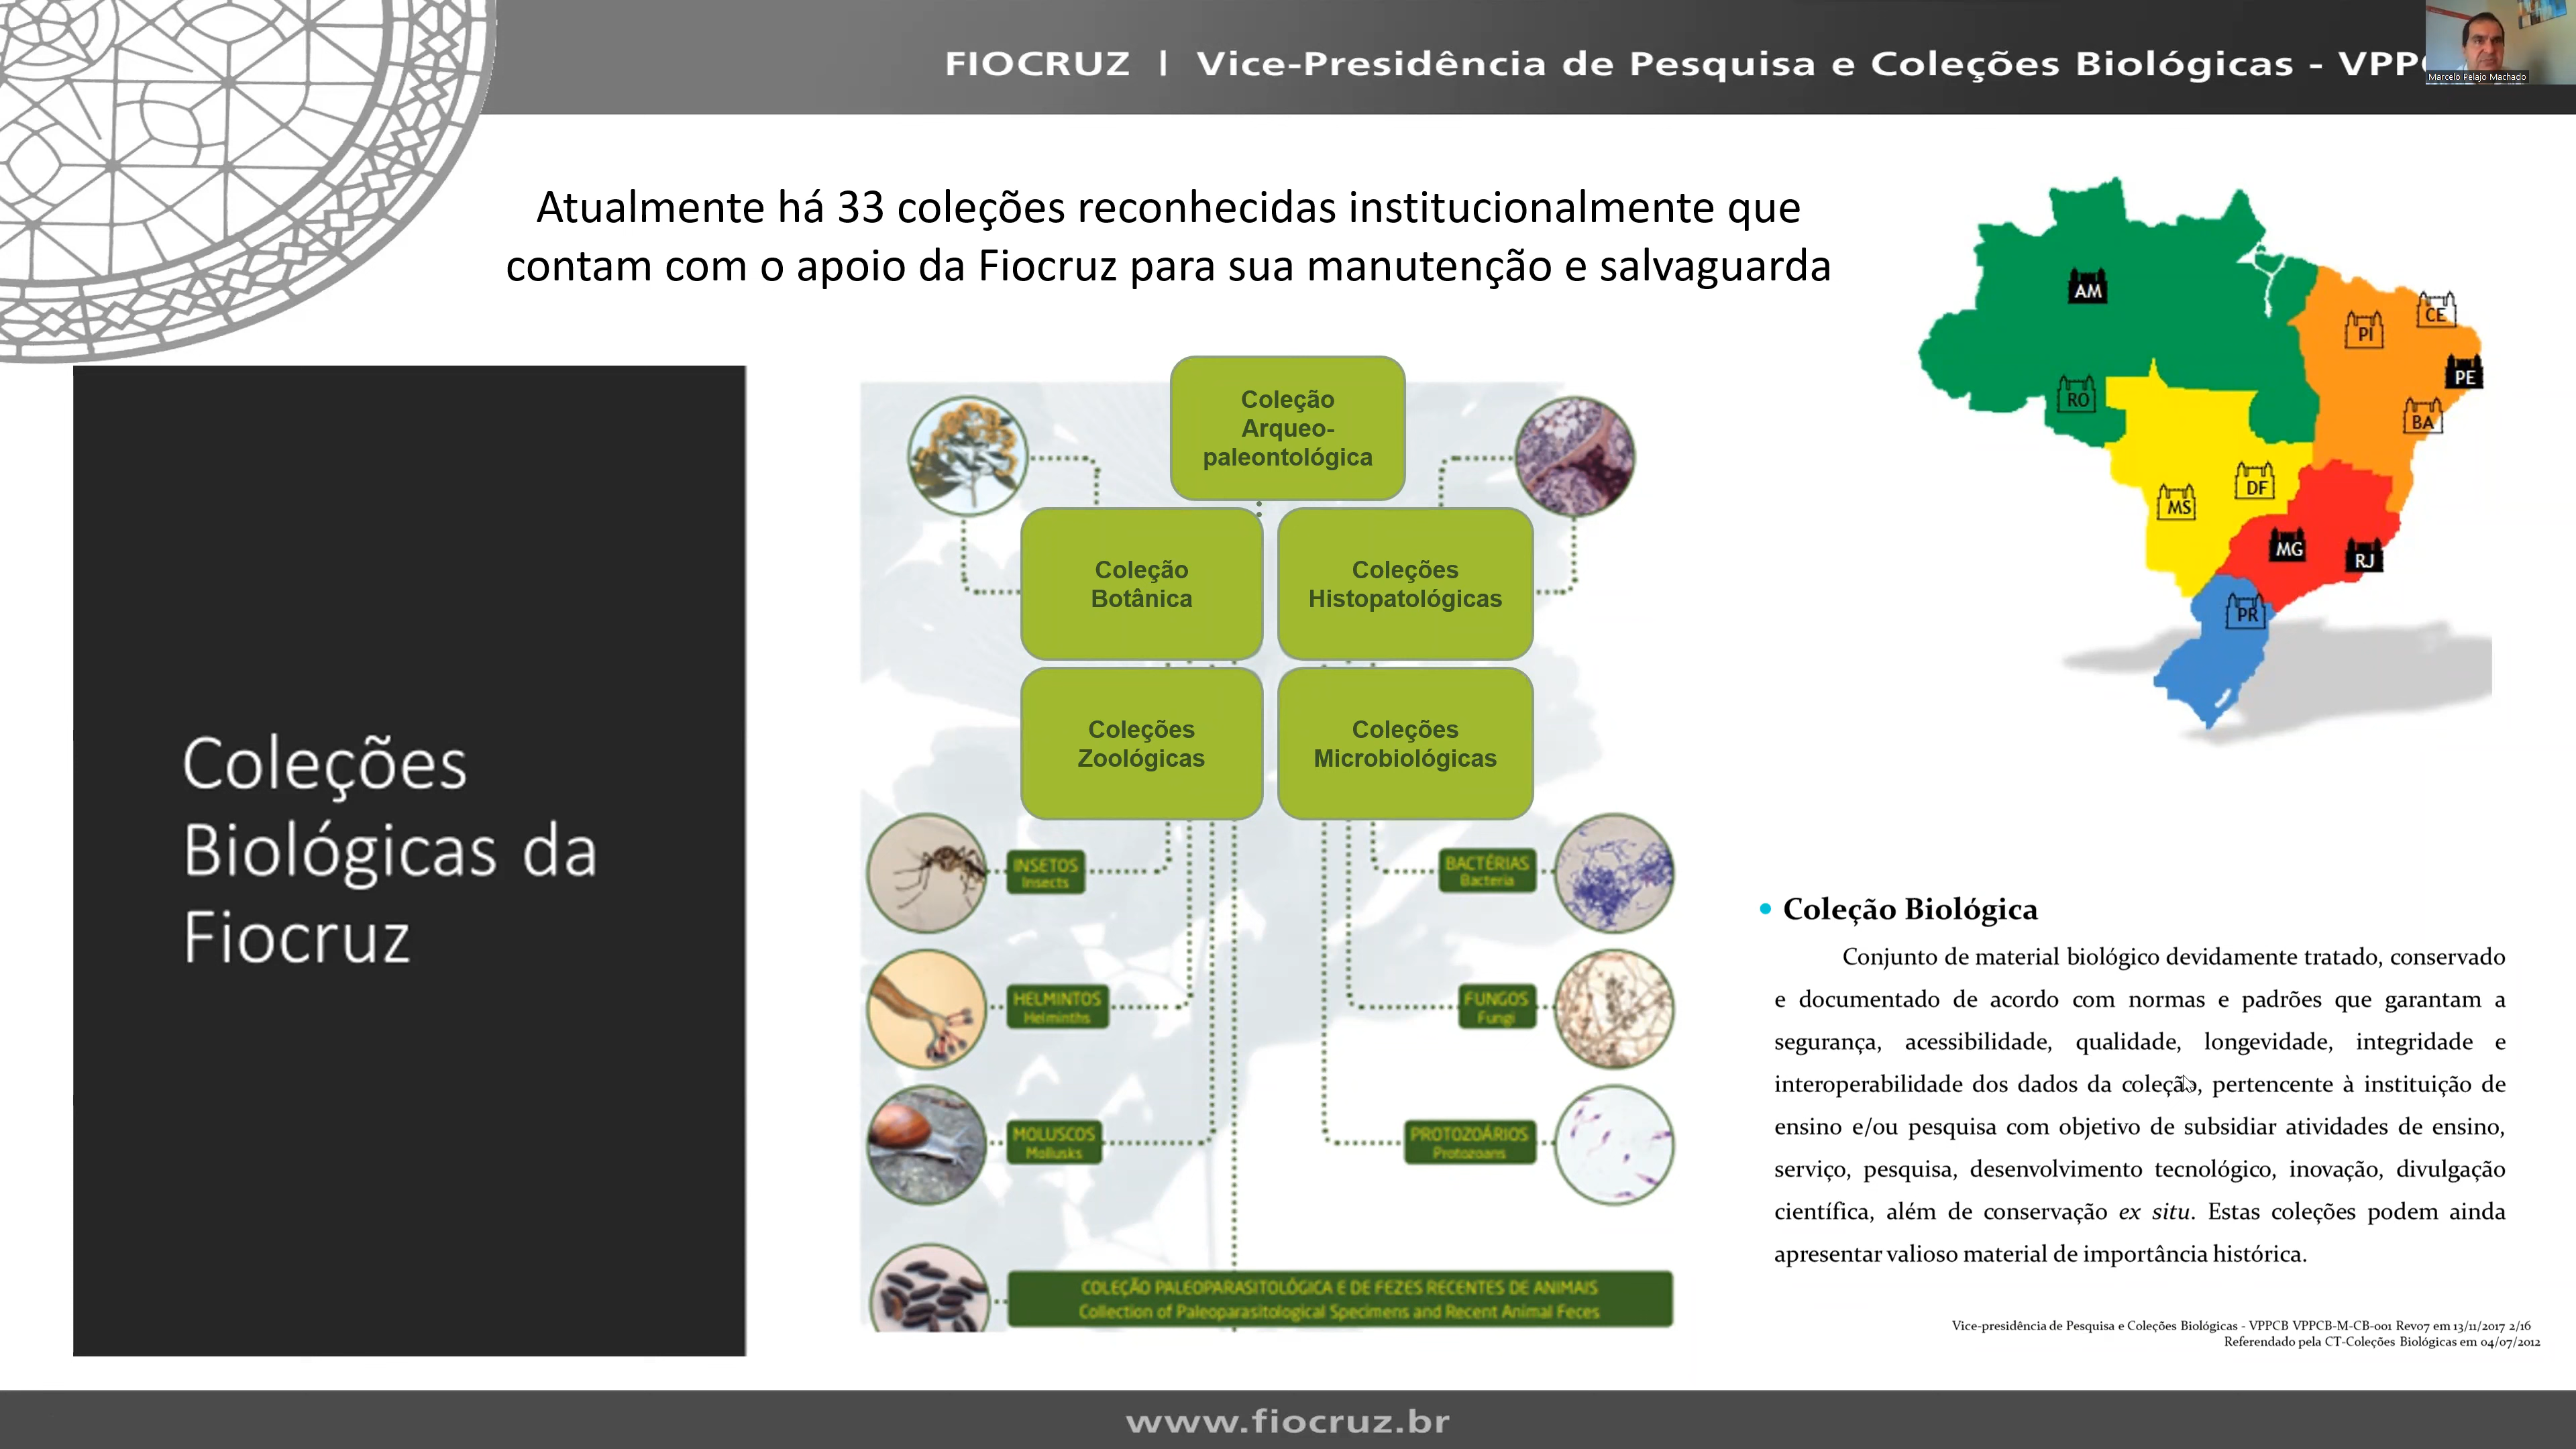 FIOCRUZ | Vice-Presidência de Pesquisa e Coleções Biológicas - VPP
Marcelo Pelajo Machado
Atualmente há 33 coleções reconhecidas institucionalmente que
contam com o apoio da Fiocruz para sua manutenção e salvaguarda
Coleções
Biológicas da
Fiocruz
Coleção
Arqueo-
paleontológica
Coleção
Botânica
Coleções
Histopatológicas
Coleções
Zoológicas
Coleções
Microbiológicas
INSETOS
Insects
HELMINTOS
Helminths
MOLUSCOS
Mollusks
BACTÉRIAS
Bacteria
FUNGOS
Fungi
PROTOZOÁRIOS
Protozoans
COLEÇÃO PALEOPARASITOLÓGICA E DE FEZES RECENTES DE ANIMAIS
Collection of Paleoparasitological Specimens and Recent Animal Feces
AM
CE
PI
PE
RO
BA
DF
MS
MG
RJ
PR
• Coleção Biológica
Conjunto de material biológico devidamente tratado, conservado
e documentado de acordo com normas e padrões que garantam a
segurança, acessibilidade, qualidade, longevidade, integridade e
interoperabilidade dos dados da coleção, pertencente à instituição de
ensino e/ou pesquisa com objetivo de subsidiar atividades de ensino,
serviço, pesquisa, desenvolvimento tecnológico, inovação, divulgação
científica, além de conservação ex situ. Estas coleções podem ainda
apresentar valioso material de importância histórica.
Vice-presidência de Pesquisa e Coleções Biológicas - VPPCB VPPCB-M-CB-001 Rev07 em 13/11/2017 2/16
Referendado pela CT-Coleções Biológicas em 04/07/2012
www.fiocruz.br